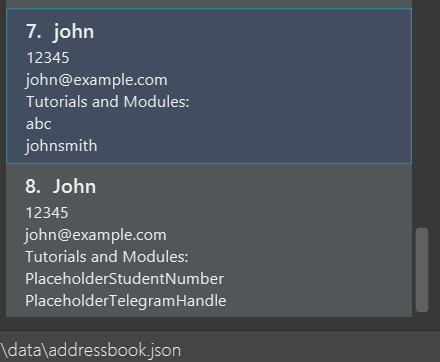 7. john
12345
john@example.com
Tutorials and Modules:
abc
johnsmith
8. John
12345
john@example.com
Tutorials and Modules:
PlaceholderStudentNumber
PlaceholderTelegramHandle
\data\addressbook.json